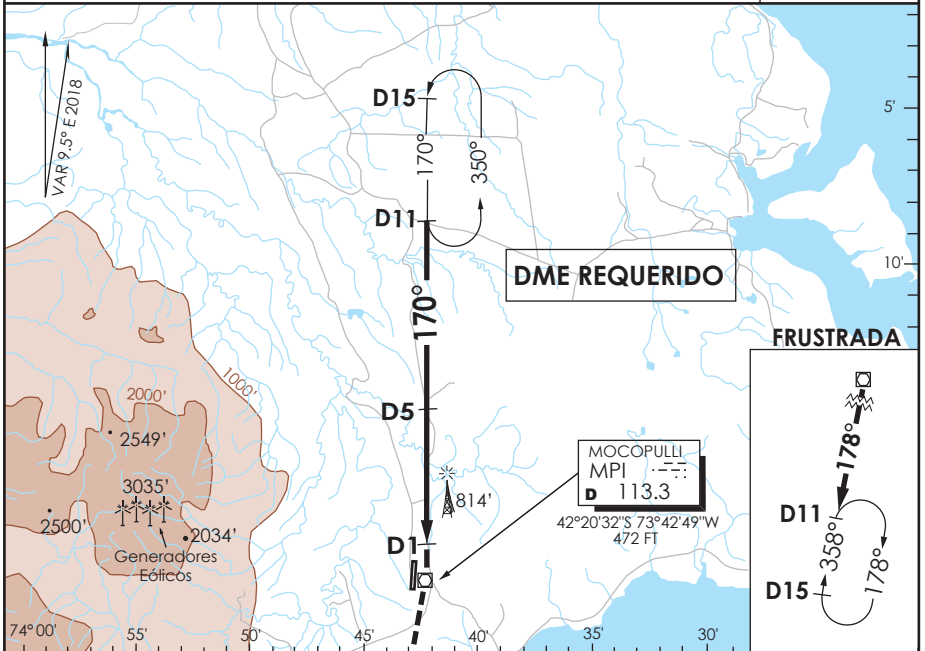 VAR 9.5° E 2018
D15
170°
350°
5'
D11
10'
DME REQUERIDO
170°
FRUSTRADA
1000'
2000'
D5
2549'
178°
MOCOPULLI
MPI
D 113.3
3035'
814'
42°20'32"S 73°42'49"W
472 FT
2500'
2034'
D11
358°
Generadores
Eólicos
D1
178°
D15
74°00'
55'
50'
45'
40'
35'
30'